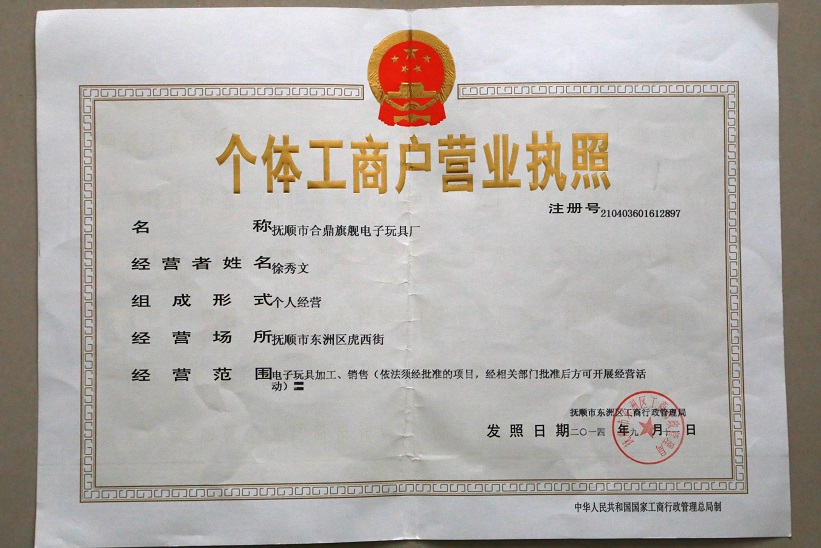 个体工商户营业执照
注册号210403601612897
名称抚顺市合鼎旗舰电子玩具厂
经营者姓名徐秀文
组成形式个人经营
经营场所抚顺市东洲区虎西街
经营范围电子玩具加工、销售（依法须经批准的项目，经相关部门批准后方可开展经营活
动）
抚顺市东洲区工商行政管理局
发照日期二〇一四年九月 日
中华人民共和国国家工商行政管理总局制